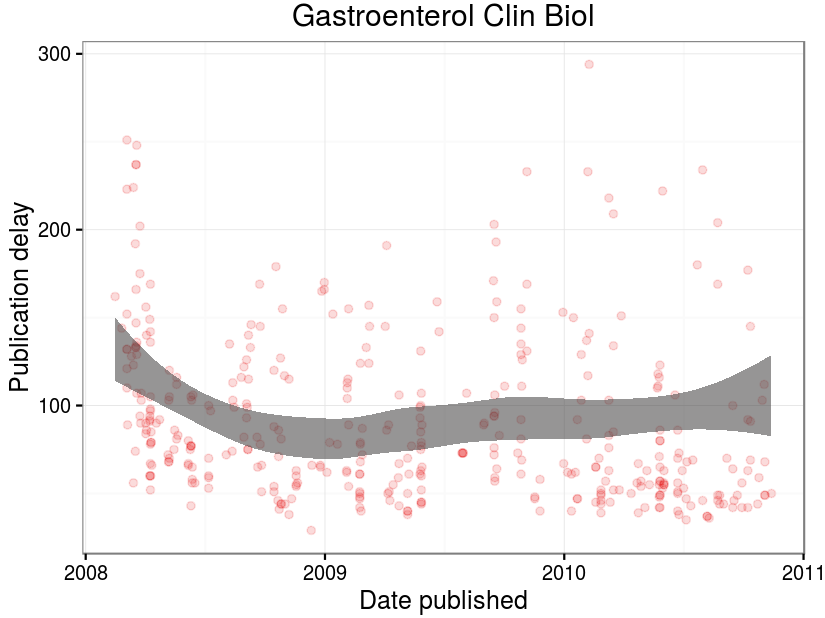 Gastroenterol Clin Biol
Publication delay
300
200
100
2008
2009
2010
2011
Date published